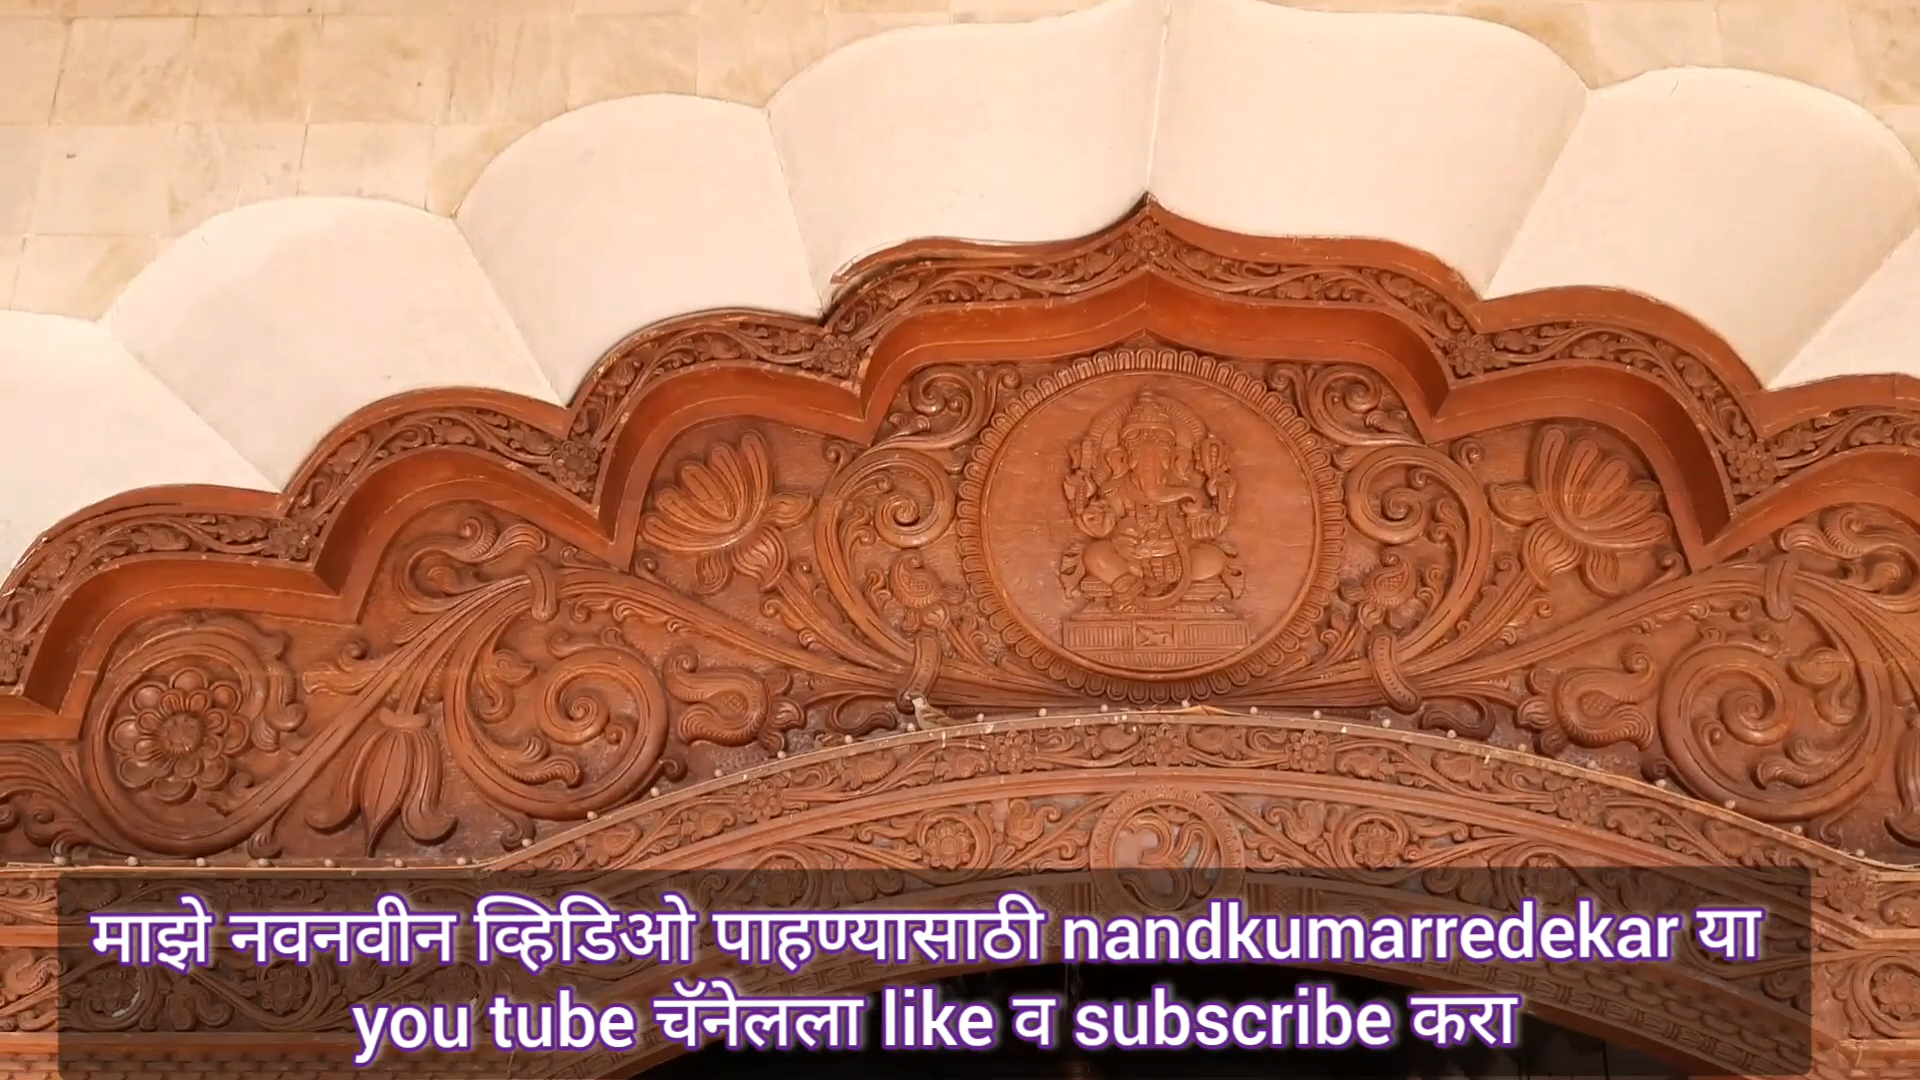 माझे नवनवीन व्हिडिओ पाहण्यासाठी nandkumarredekar या
you tube चॅनेलला like व subscribe करा